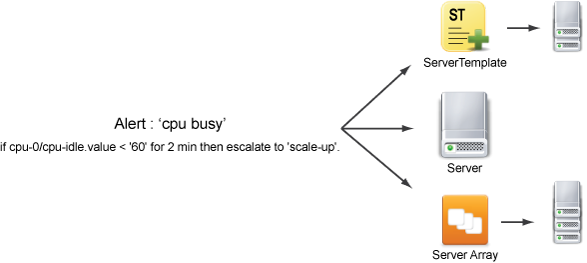 ST
ServerTemplate
Alert : ‘cpu busy’
if cpu-0/cpu-idle.value < '60' for 2 min then escalate to 'scale-up'.
Server
Server Array